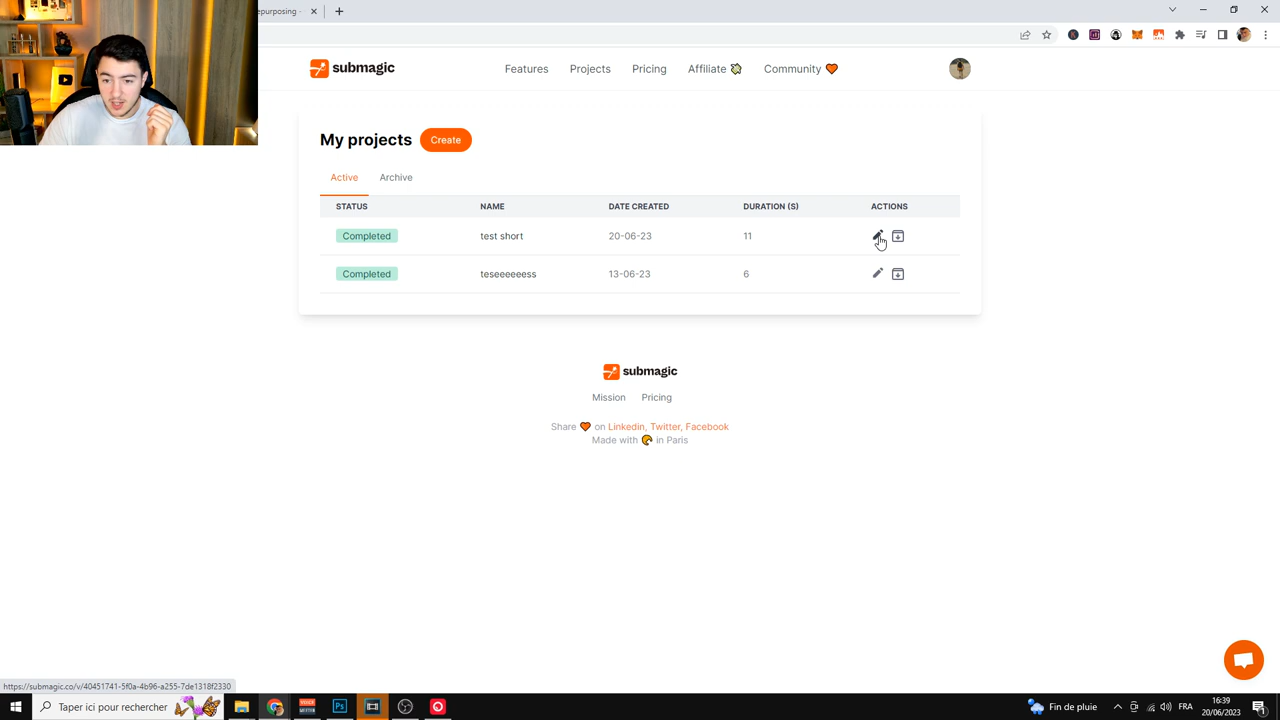 epurposing -
submagic
Features
Projects
Pricing
Affiliate
Community
My projects
Create
Active
Archive
STATUS
NAME
DATE CREATED
DURATION (S)
ACTIONS
Completed
test short
20-06-23
11
Completed
teseeeeeess
13-06-23
6
submagic
Mission
Pricing
Share on Linkedin, Twitter, Facebook
Made with in Paris
https://submagic.co/v/40451741-5f0a-4b96-a255-7de1318f2330
Taper ici pour rechercher
Ps
Fin de pluie
FRA
16:39
20/06/2023